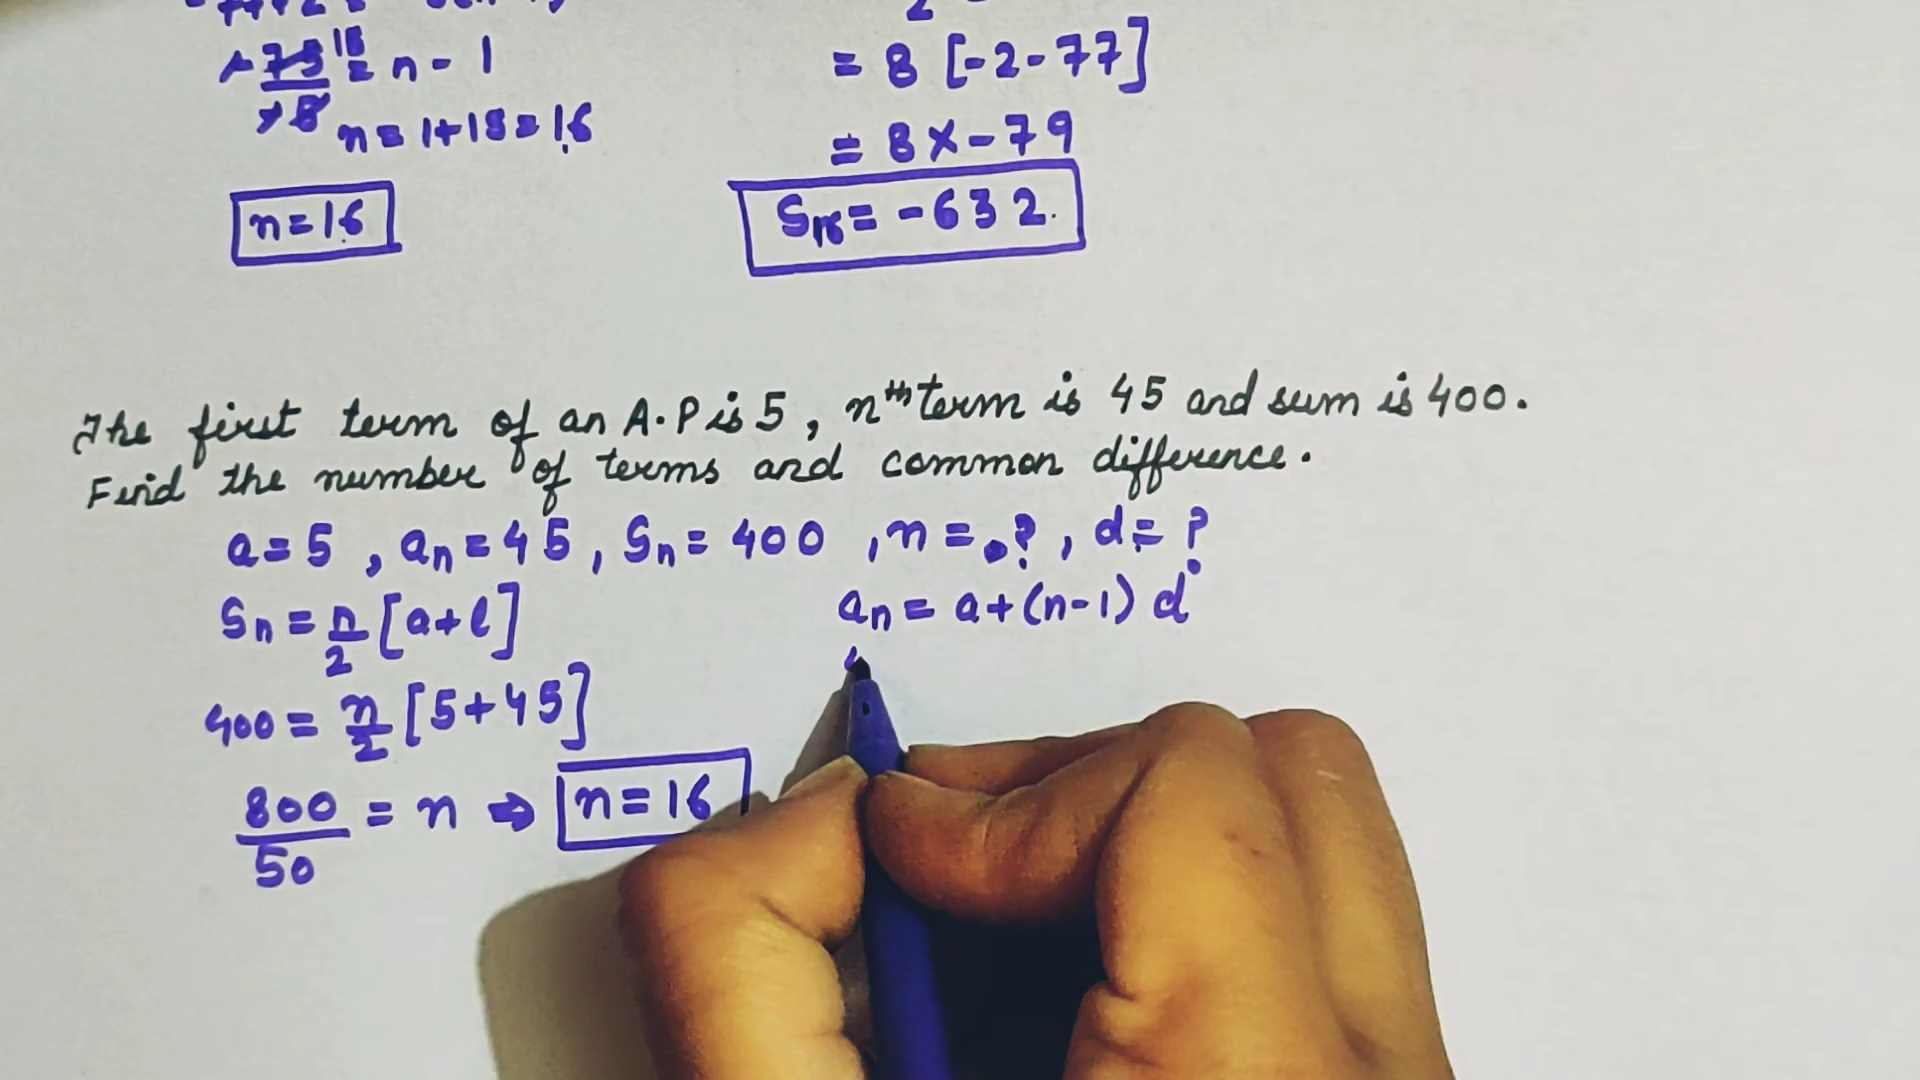 = n - 1
n = 1+15 = 16
n = 16
= 8 [-2-77]
= 8 x -79
S16 = -632.
The first term of an A.P is 5, nth term is 45 and sum is 400.
Find the number of terms and common difference.
a = 5, an = 45, Sn = 400, n = ?, d = ?
Sn = n/2 [a+l]
400 = n/2 [5+45]
800/50 = n ⇒ n = 16
an = a+(n-1) d